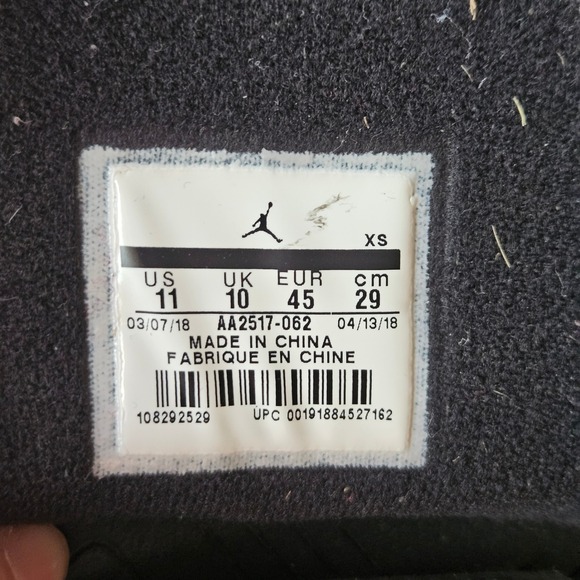 XS
US UK EUR cm
11 10 45 29
03/07/18 AA2517-062 04/13/18
MADE IN CHINA
FABRIQUE EN CHINE
108292529 UPC 00191884527162